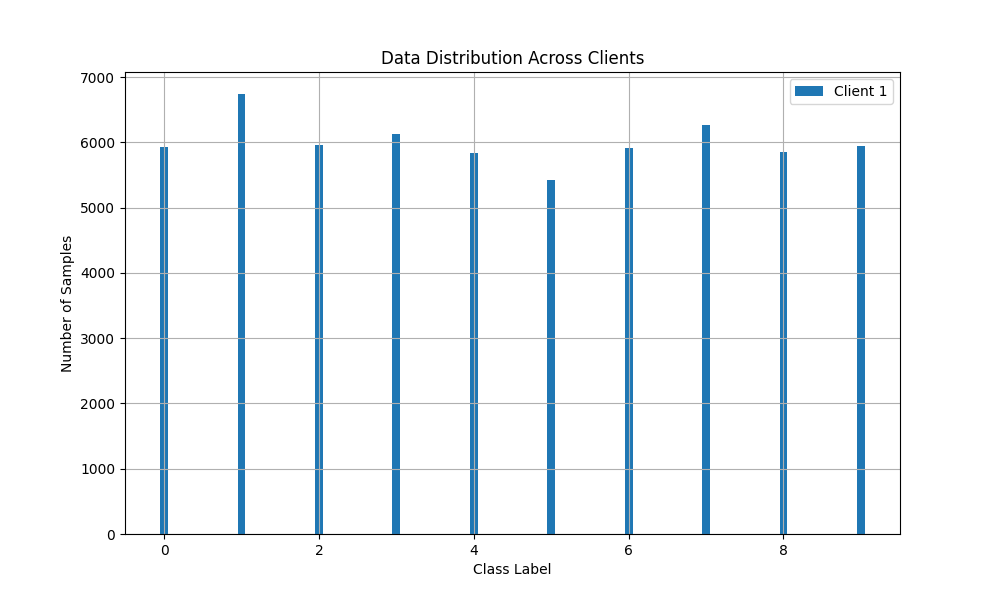 Data Distribution Across Clients
Client 1
7000
6000
5000
4000
3000
2000
1000
0
Number of Samples
0 2 4 6 8
Class Label